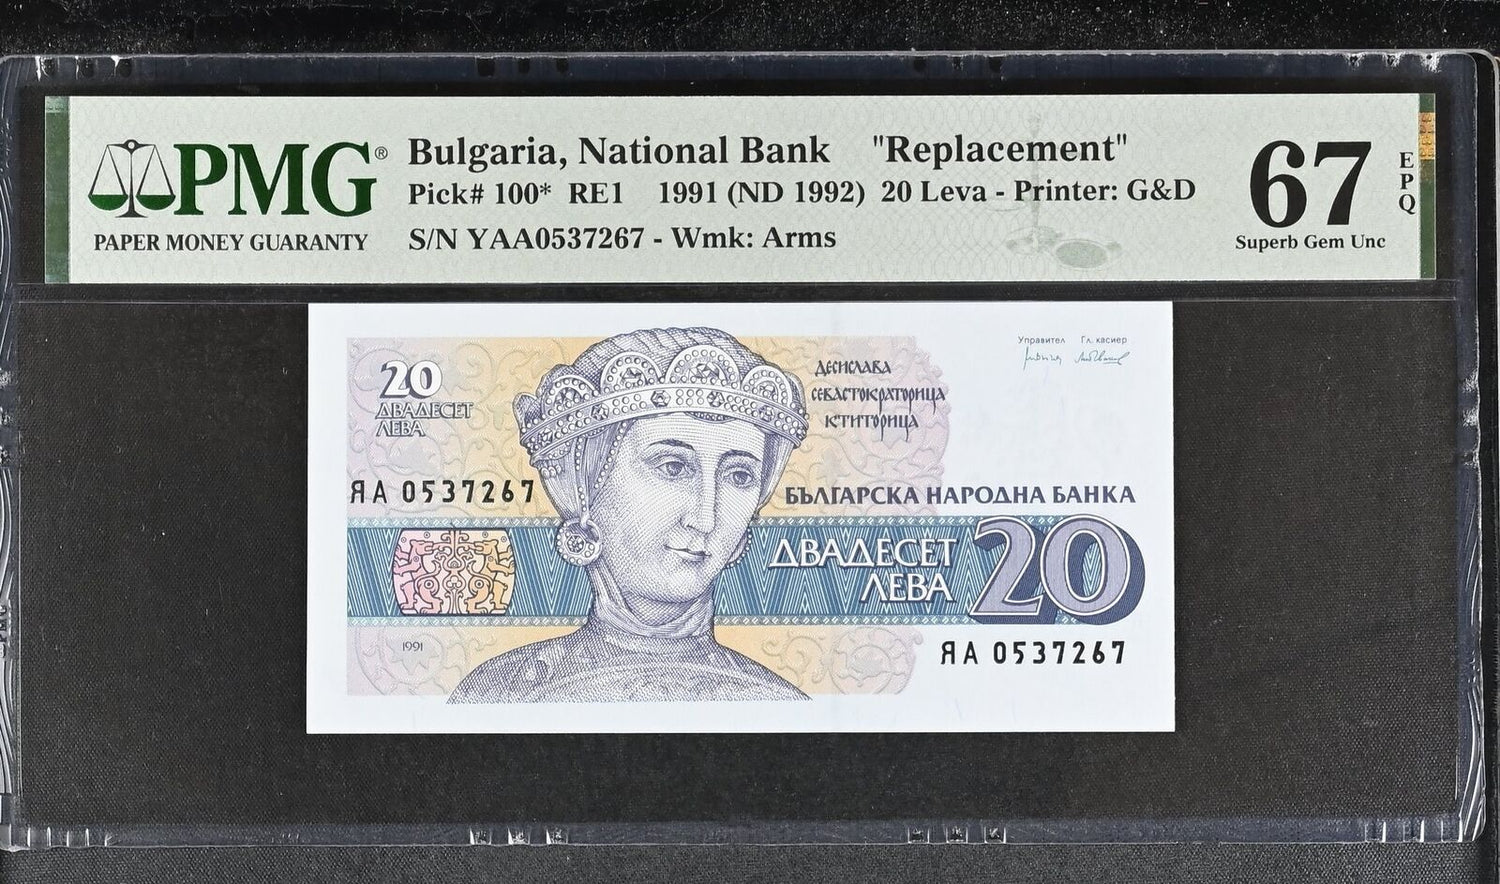 PMG®
PAPER MONEY GUARANTY
Bulgaria, National Bank "Replacement"
Pick# 100* RE1 1991 (ND 1992) 20 Leva - Printer: G&D
S/N YAA0537267 - Wmk: Arms
67
EPQ
Superb Gem Unc
20
ДВАДЕСЕТ
ЛЕВА
ДЕСИСЛАВА
СЕВАСТОКРАТОРИЦА
КТИТОРИЦА
Управител Гл. касиер
ЯА 0537267
БЪЛГАРСКА НАРОДНА БАНКА
ДВАДЕСЕТ
ЛЕВА
20
1991
ЯА 0537267